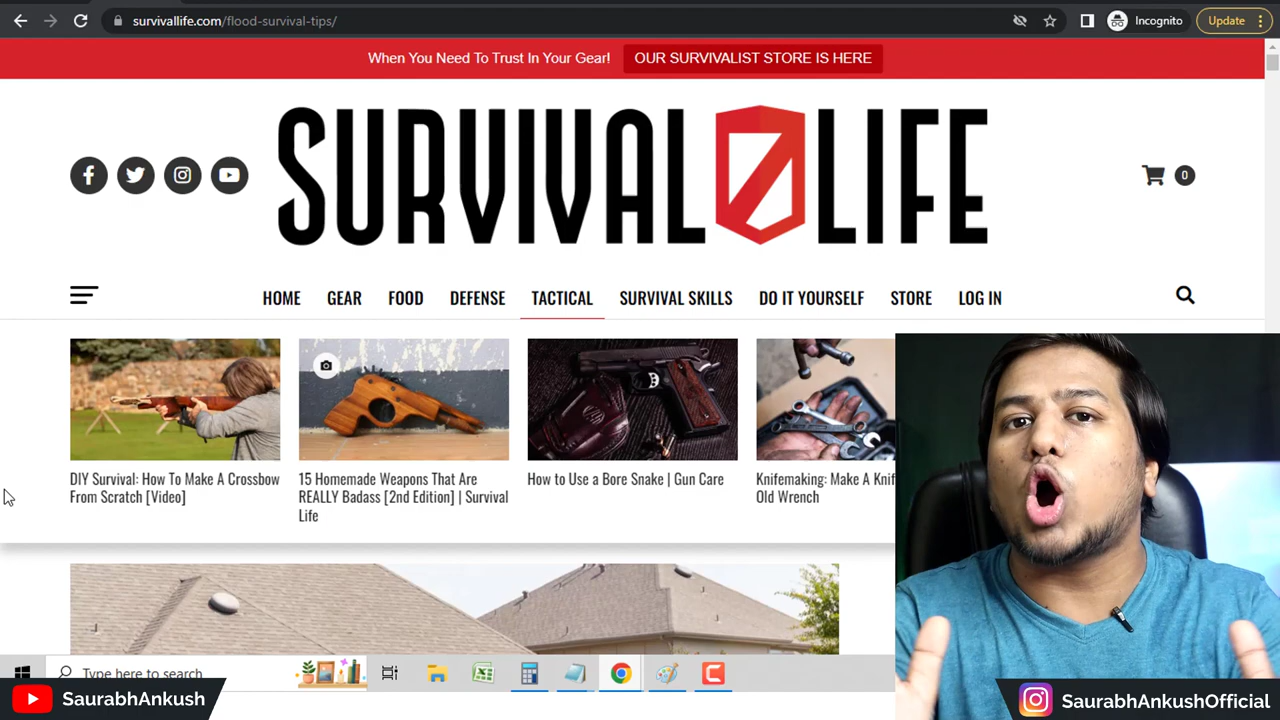 survivallife.com/flood-survival-tips/
Incognito
Update
When You Need To Trust In Your Gear!
OUR SURVIVALIST STORE IS HERE
SURVIVAL LIFE
0
HOME
GEAR
FOOD
DEFENSE
TACTICAL
SURVIVAL SKILLS
DO IT YOURSELF
STORE
LOG IN
DIY Survival: How To Make A Crossbow
From Scratch [Video]
15 Homemade Weapons That Are
REALLY Badass [2nd Edition] | Survival
Life
How to Use a Bore Snake | Gun Care
Knifemaking: Make A Knif
Old Wrench
Type here to search
SaurabhAnkush
SaurabhAnkushOfficial